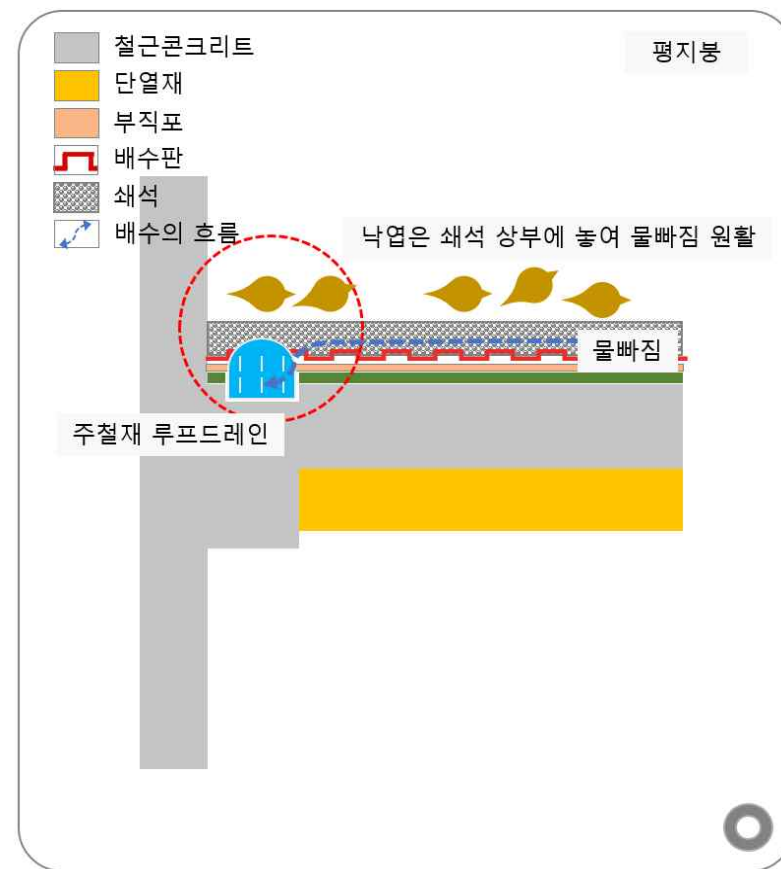 철근콘크리트
평지붕
단열재
부직포
배수판
쇄석
배수의 흐름
낙엽은 쇄석 상부에 놓여 물빠짐 원활
물빠짐
주철재 루프드레인